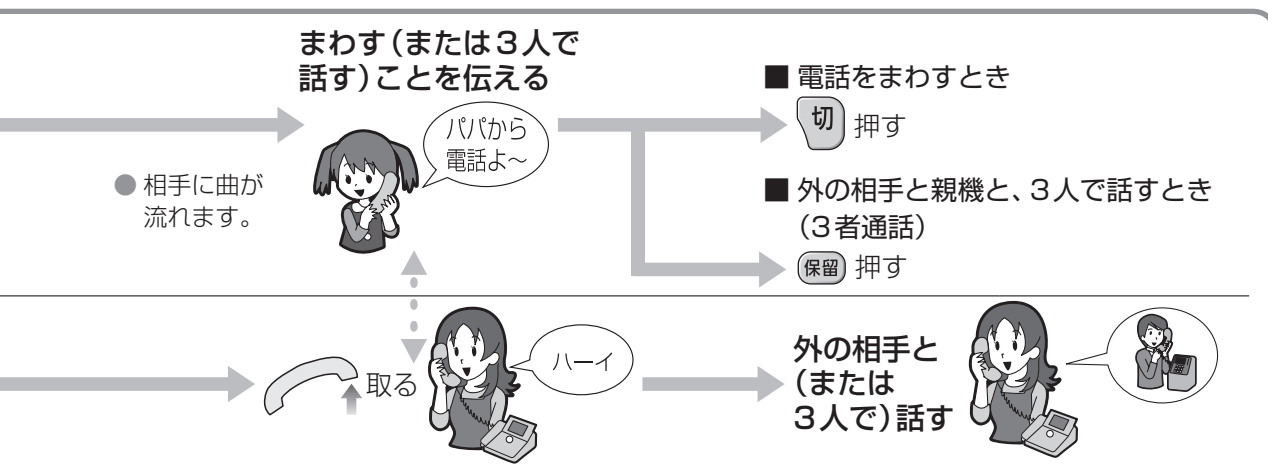 まわす(または3人で
話す)ことを伝える
パパから
電話よ～
● 相手に曲が
流れます。
■ 電話をまわすとき
切 押す
■ 外の相手と親機と、3人で話すとき
(3者通話)
保留 押す
取る
ハーイ
外の相手と
(または
3人で)話す